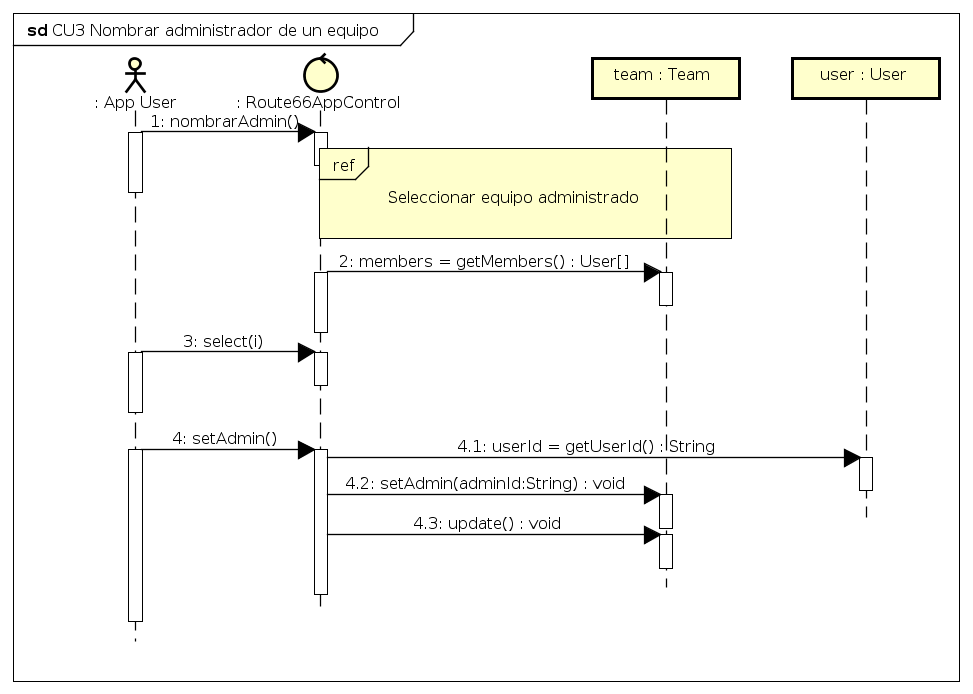 sd CU3 Nombrar administrador de un equipo
: App User
: Route66AppControl
team : Team
user : User
1: nombrarAdmin()
ref
Seleccionar equipo administrado
2: members = getMembers() : User[]
3: select(i)
4: setAdmin()
4.1: userId = getUserId() : String
4.2: setAdmin(adminId:String) : void
4.3: update() : void